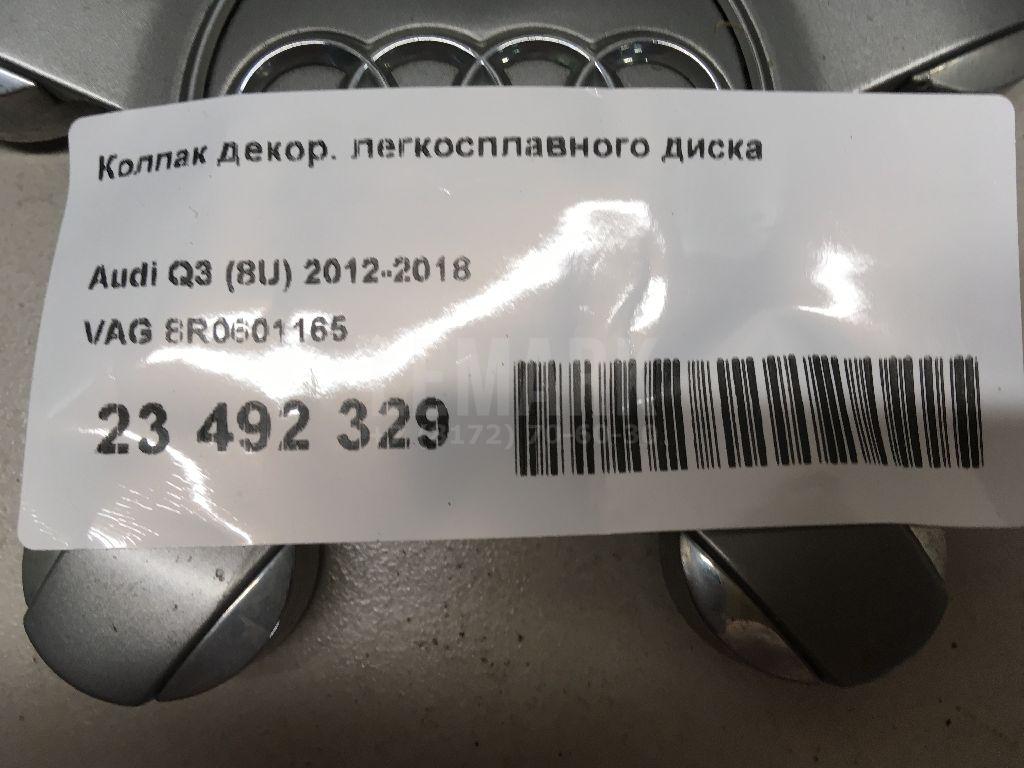 Колпак декор. легкосплавного диска
Audi Q3 (8U) 2012-2018
VAG 8R0601165
23 492 329